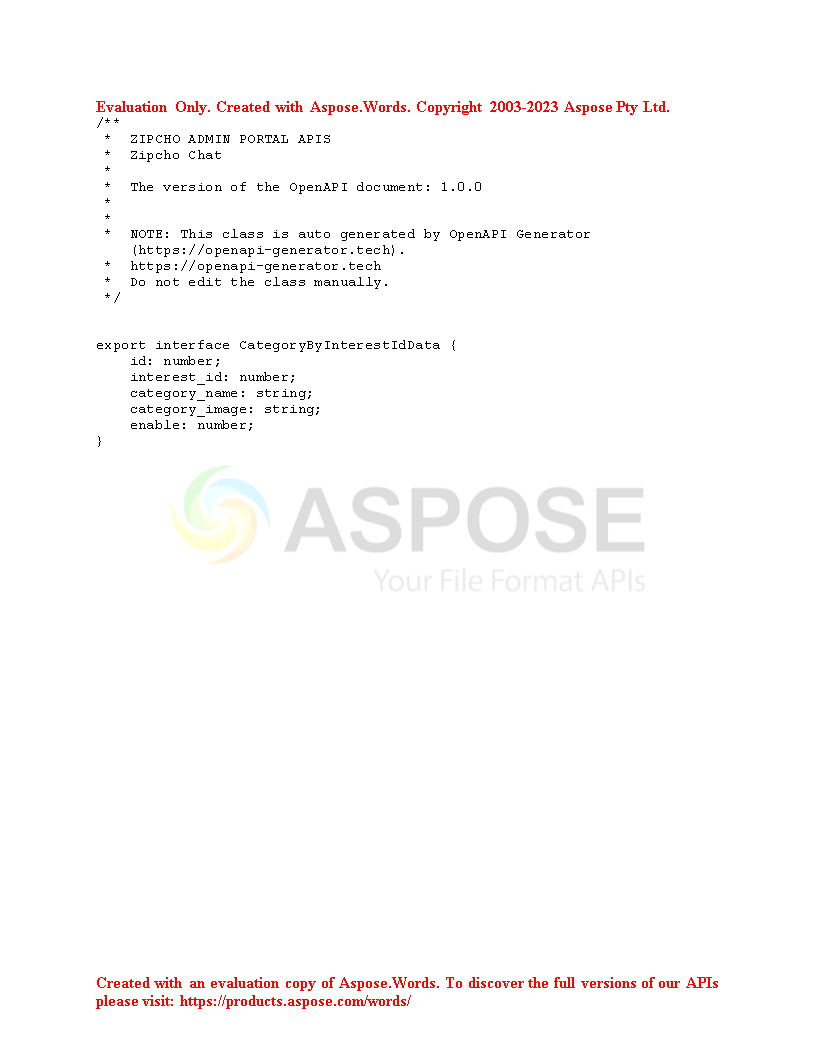 Evaluation Only. Created with Aspose.Words. Copyright 2003-2023 Aspose Pty Ltd.
/**
 * ZIPCHO ADMIN PORTAL APIS
 * Zipcho Chat
 *
 * The version of the OpenAPI document: 1.0.0
 *
 *
 * NOTE: This class is auto generated by OpenAPI Generator
   (https://openapi-generator.tech).
 * https://openapi-generator.tech
 * Do not edit the class manually.
 */
export interface CategoryByInterestIdData {
    id: number;
    interest_id: number;
    category_name: string;
    category_image: string;
    enable: number;
}
ASPOSE
Your File Format APIs
Created with an evaluation copy of Aspose.Words. To discover the full versions of our APIs
please visit: https://products.aspose.com/words/